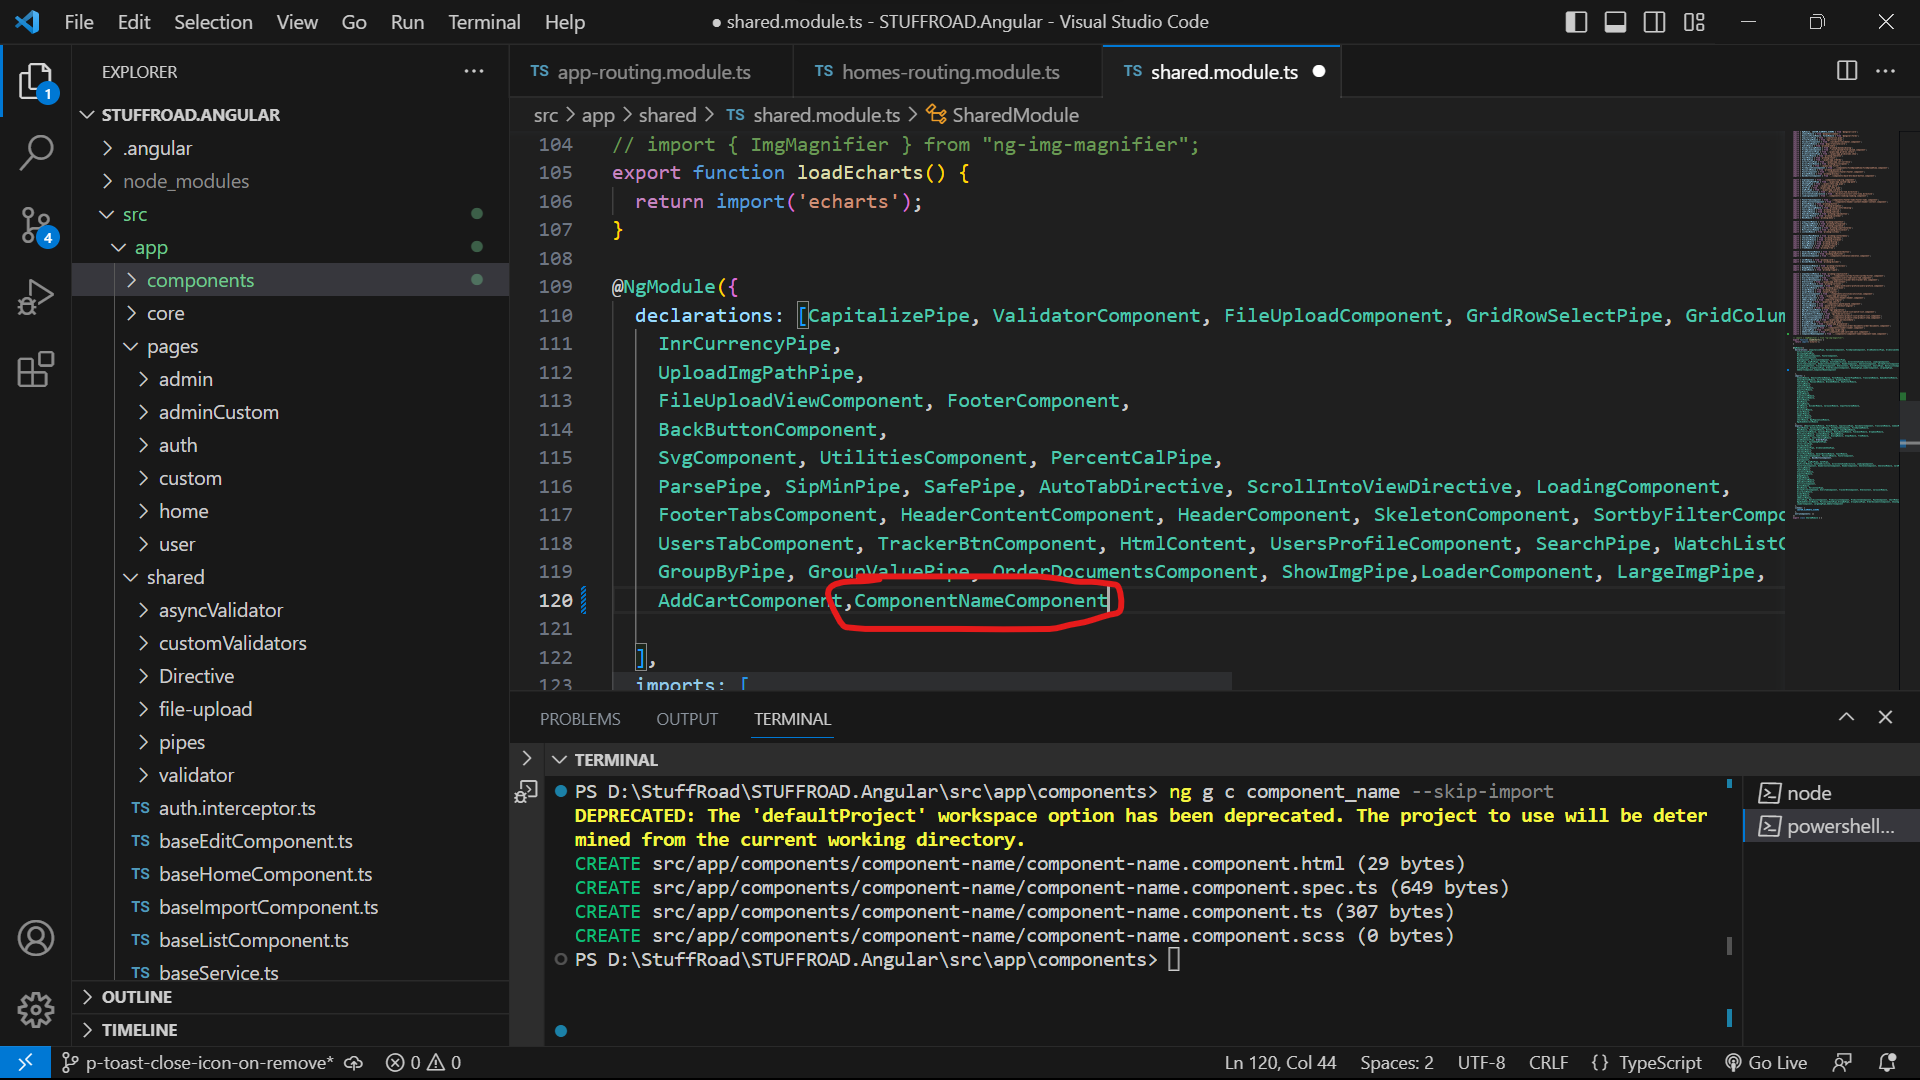 File Edit Selection View Go Run Terminal Help
● shared.module.ts - STUFFROAD.Angular - Visual Studio Code
EXPLORER
STUFFROAD.ANGULAR
.angular
node_modules
src
app
components
core
pages
admin
adminCustom
auth
custom
home
user
shared
asyncValidator
customValidators
Directive
file-upload
pipes
validator
TS auth.interceptor.ts
TS baseEditComponent.ts
TS baseHomeComponent.ts
TS baseImportComponent.ts
TS baseListComponent.ts
TS baseService.ts
OUTLINE
TIMELINE
1
4
TS app-routing.module.ts
TS homes-routing.module.ts
TS shared.module.ts
src > app > shared > TS shared.module.ts > SharedModule
104 // import { ImgMagnifier } from "ng-img-magnifier";
105 export function loadEcharts() {
106 return import('echarts');
107 }
108
109 @NgModule({
110 declarations: [CapitalizePipe, ValidatorComponent, FileUploadComponent, GridRowSelectPipe, GridColum
111 InrCurrencyPipe,
112 UploadImgPathPipe,
113 FileUploadViewComponent, FooterComponent,
114 BackButtonComponent,
115 SvgComponent, UtilitiesComponent, PercentCalPipe,
116 ParsePipe, SipMinPipe, SafePipe, AutoTabDirective, ScrollIntoViewDirective, LoadingComponent,
117 FooterTabsComponent, HeaderContentComponent, HeaderComponent, SkeletonComponent, SortbyFilterCompo
118 UsersTabComponent, TrackerBtnComponent, HtmlContent, UsersProfileComponent, SearchPipe, WatchListC
119 GroupByPipe, GroupValuePipe, OrderDocumentsComponent, ShowImgPipe,LoaderComponent, LargeImgPipe,
120 AddCartComponent,ComponentNameComponent
121
122 ],
123 imports: [
PROBLEMS OUTPUT TERMINAL
TERMINAL
PS D:\StuffRoad\STUFFROAD.Angular\src\app\components> ng g c component_name --skip-import
DEPRECATED: The 'defaultProject' workspace option has been deprecated. The project to use will be deter
mined from the current working directory.
CREATE src/app/components/component-name/component-name.component.html (29 bytes)
CREATE src/app/components/component-name/component-name.component.spec.ts (649 bytes)
CREATE src/app/components/component-name/component-name.component.ts (307 bytes)
CREATE src/app/components/component-name/component-name.component.scss (0 bytes)
PS D:\StuffRoad\STUFFROAD.Angular\src\app\components>
node
powershell...
p-toast-close-icon-on-remove* 0 0
Ln 120, Col 44 Spaces: 2 UTF-8 CRLF {} TypeScript Go Live